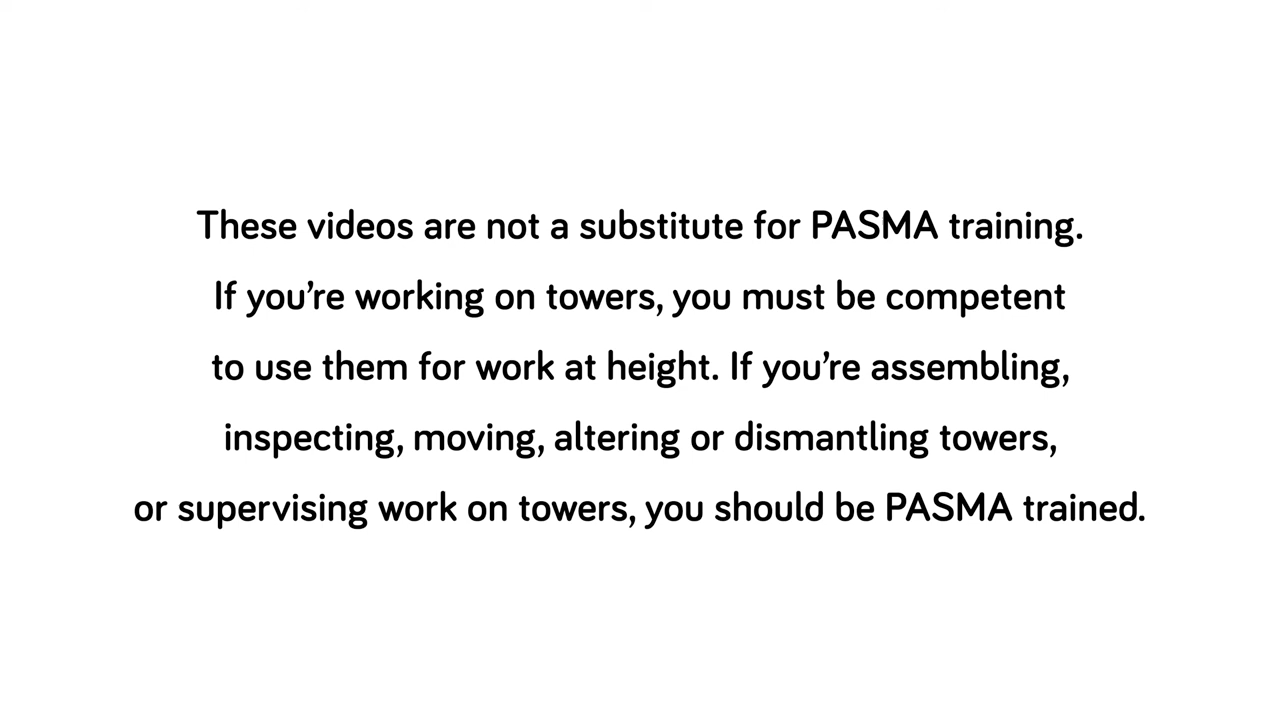 These videos are not a substitute for PASMA training.
If you’re working on towers, you must be competent
to use them for work at height. If you’re assembling,
inspecting, moving, altering or dismantling towers,
or supervising work on towers, you should be PASMA trained.